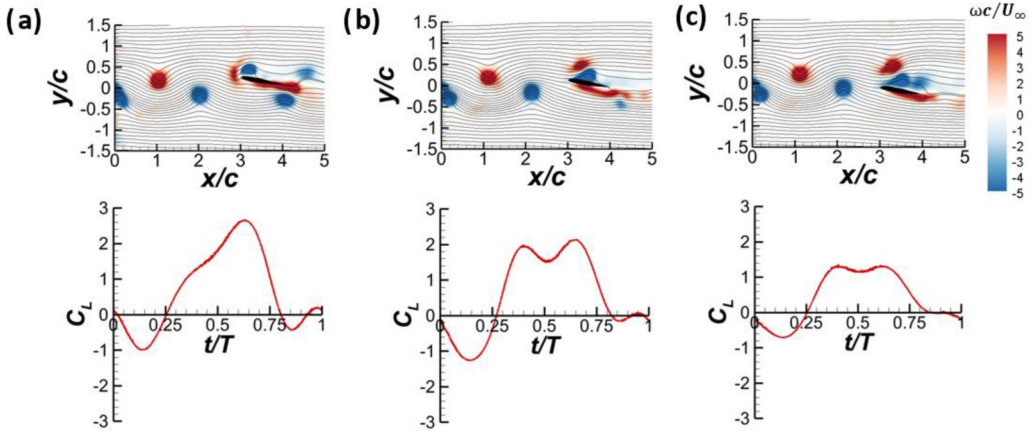 (a) (b) (c) ωc/U∞
1.5 1.5 1.5 5
1 1 1 4
y/c 0.5 y/c 0.5 y/c 0.5 3
0 0 0 2
-0.5 -0.5 -0.5 1
-1 -1 -1 0
-1.5 -1.5 -1.5 -1
0 1 2 3 4 5 0 1 2 3 4 5 0 1 2 3 4 5 -2
x/c x/c x/c -3
-4
-5
3 3 3
2 2 2
1 1 1
C_L 0 C_L 0 C_L 0
0 0.25 0.5 0.75 1 0 0.25 0.5 0.75 1 0 0.25 0.5 0.75 1
t/T t/T t/T
-1 -1 -1
-2 -2 -2
-3 -3 -3